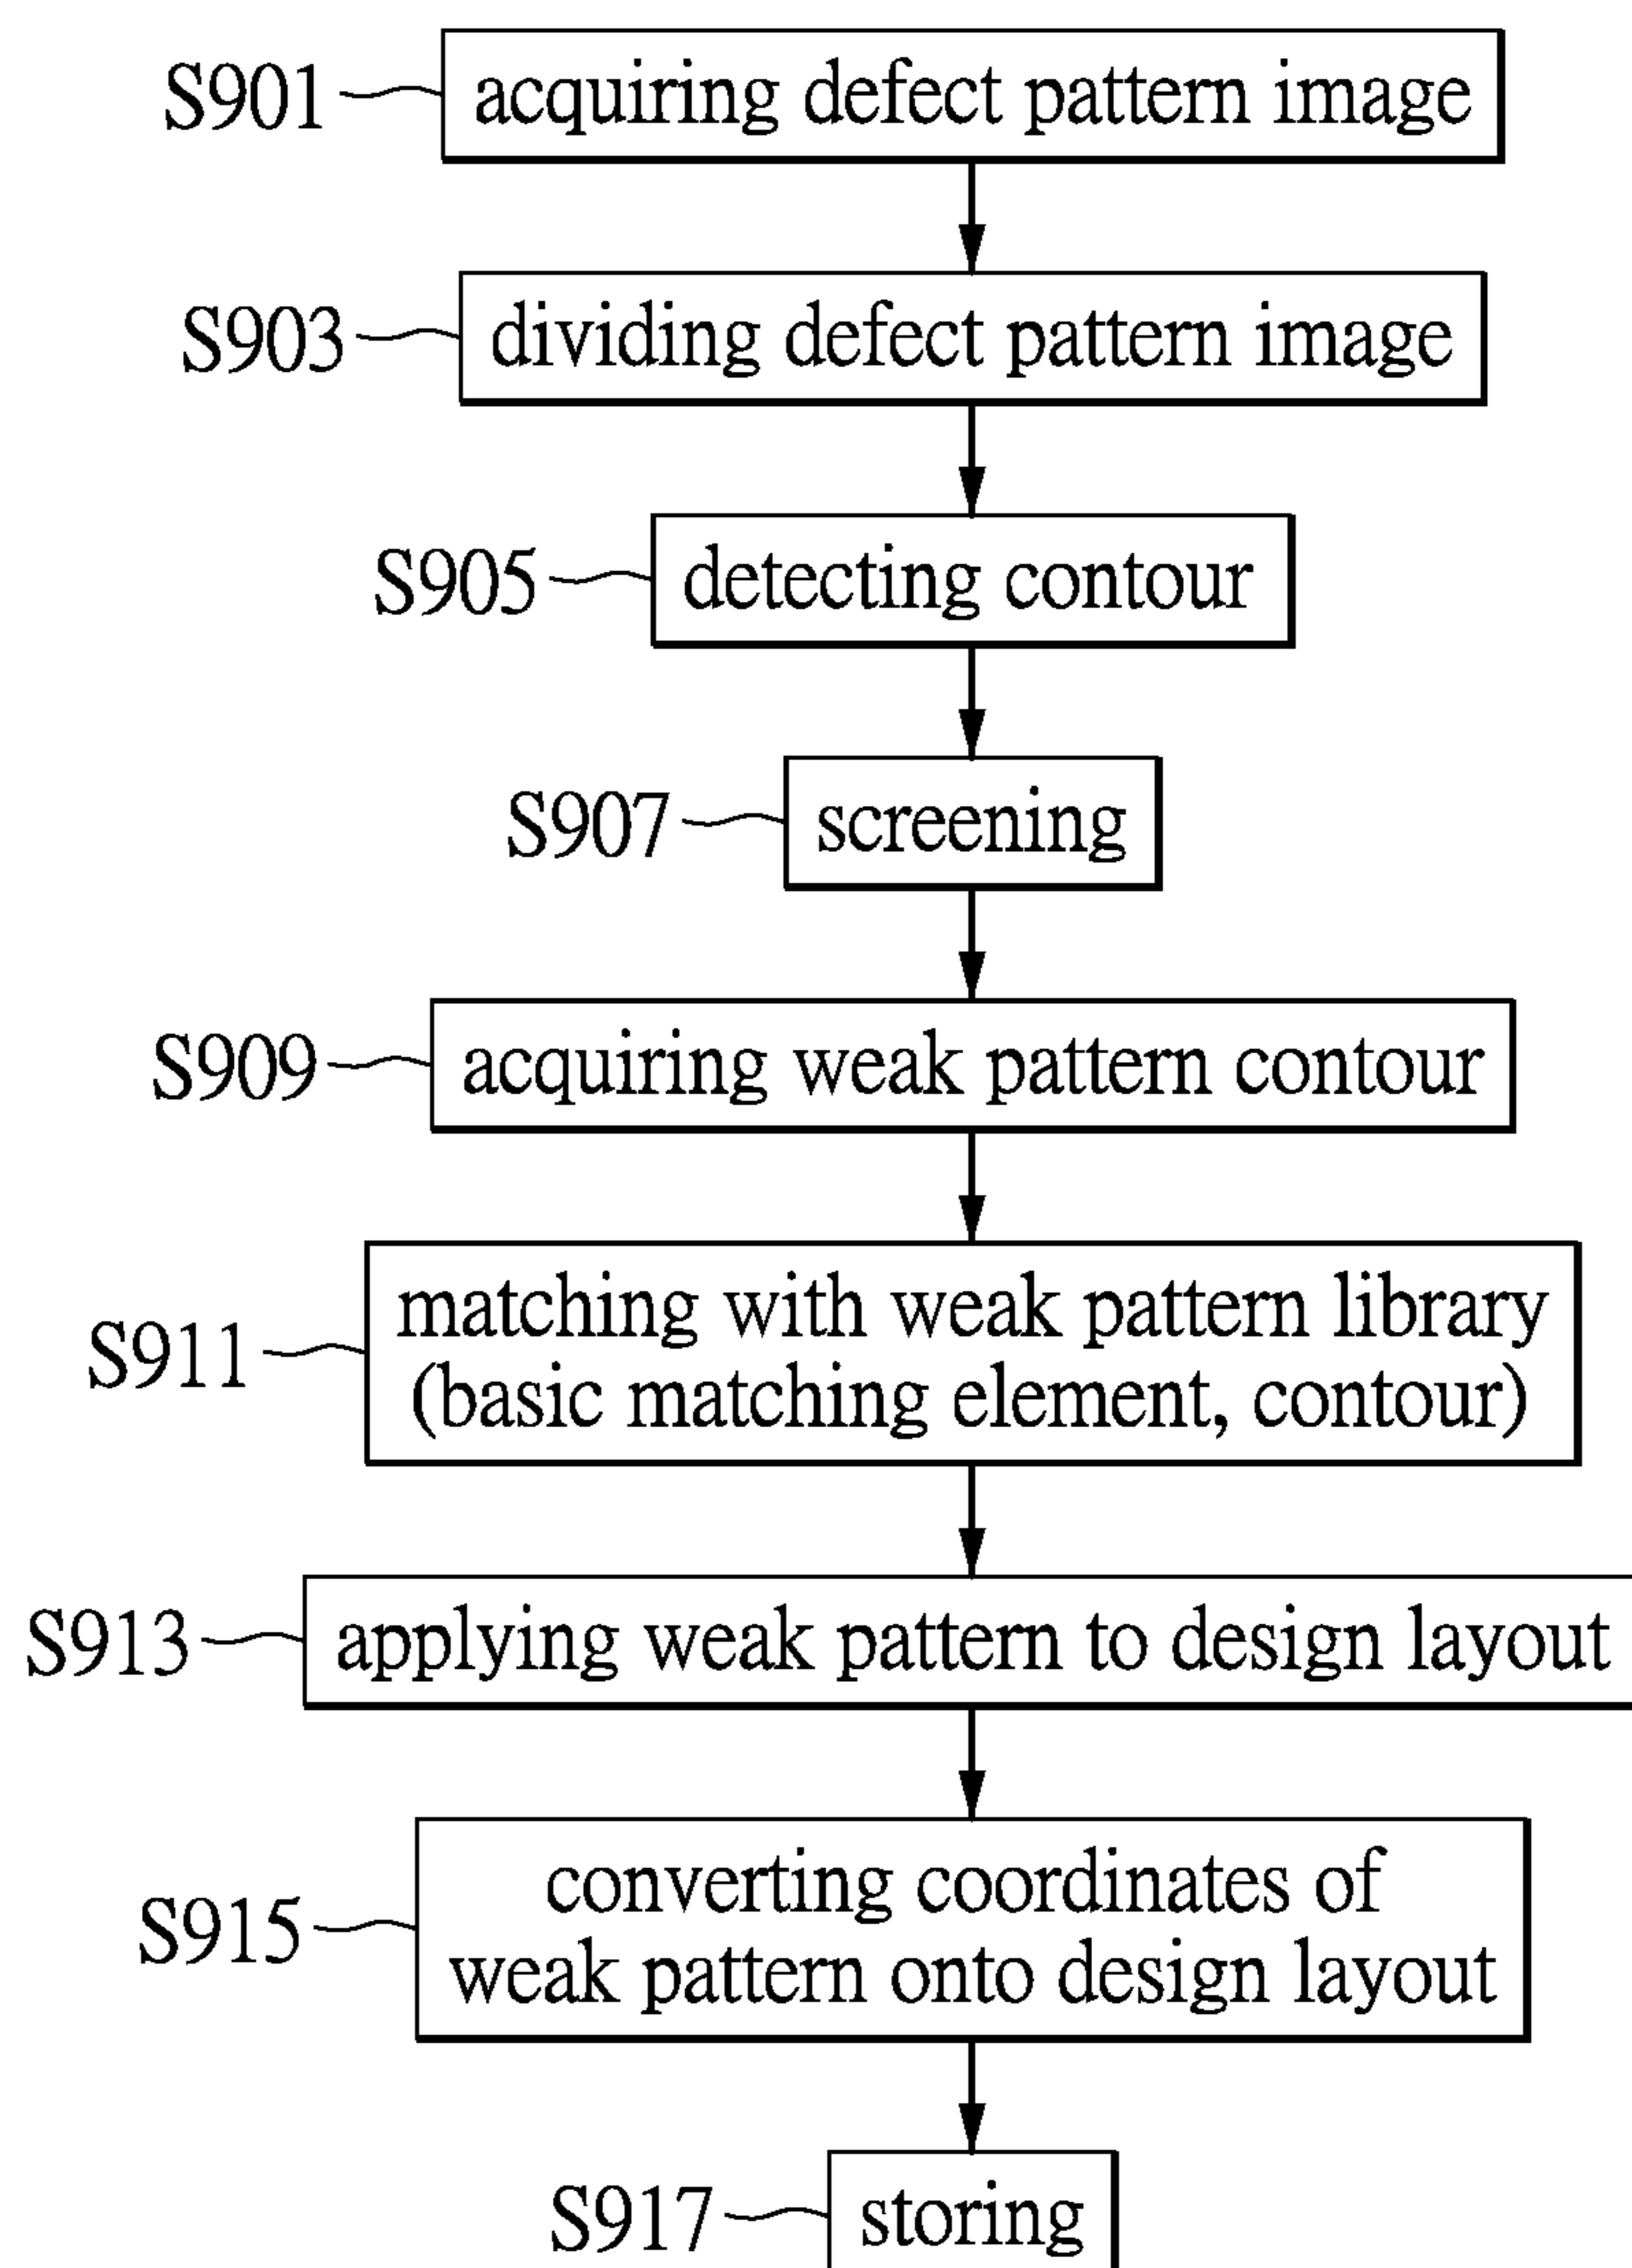 S901 acquiring defect pattern image
S903 dividing defect pattern image
S905 detecting contour
S907 screening
S909 acquiring weak pattern contour
S911 matching with weak pattern library
(basic matching element, contour)
S913 applying weak pattern to design layout
S915 converting coordinates of
weak pattern onto design layout
S917 storing